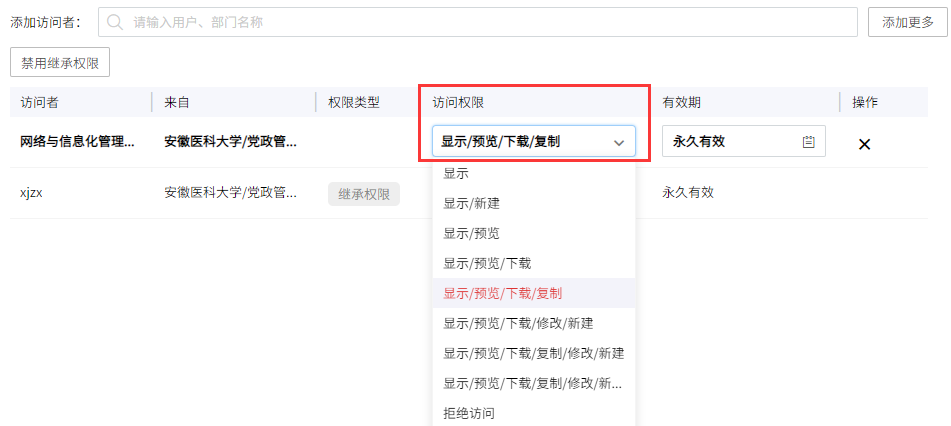 添加访问者： 请输入用户、部门名称 添加更多
禁用继承权限
访问者 来自 权限类型 访问权限 有效期 操作
网络与信息化管理... 安徽医科大学/党政管... 显示/预览/下载/复制 永久有效
xjzx 安徽医科大学/党政管... 继承权限 永久有效
显示
显示/新建
显示/预览
显示/预览/下载
显示/预览/下载/复制
显示/预览/下载/修改/新建
显示/预览/下载/复制/修改/新建
显示/预览/下载/复制/修改/新...
拒绝访问